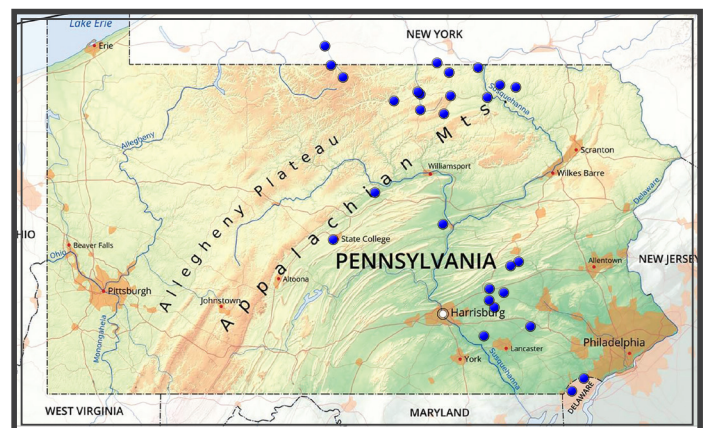 Lake Erie
NEW YORK
Erie
Susquehanna
Allegheny
Scranton
Williamsport
Wilkes Barre
Allegheny Plateau
Appalachian Mts.
Delaware
HIO
State College
Beaver Falls
Ohio
PENNSYLVANIA
Allentown
NEW JERSEY
Altoona
Pittsburgh
Johnstown
Harrisburg
Monongahela
Philadelphia
Lancaster
York
Susquehanna
DELAWARE
WEST VIRGINIA
MARYLAND